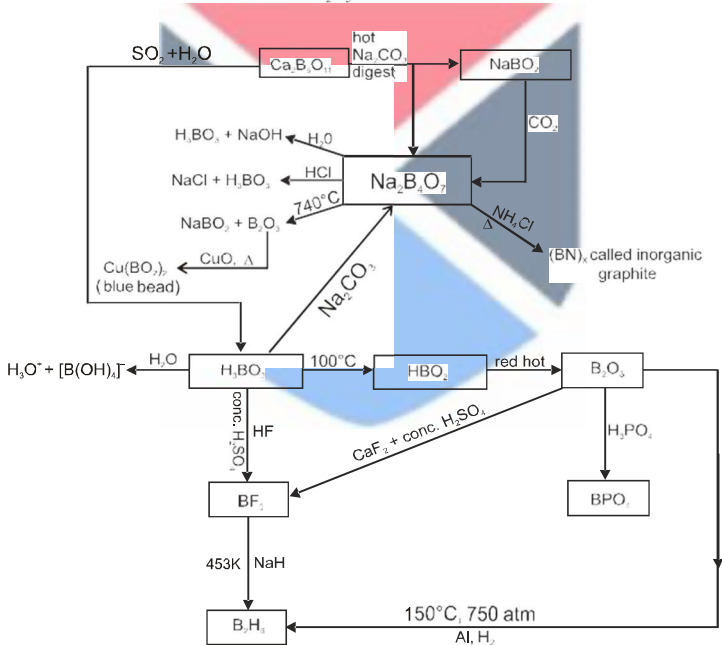 SO₂+H₂O
hot
Na₂CO₃
digest
Ca₂B₆O₁₁
NaBO₂
CO₂
H₃BO₃ + NaOH
H₂0
NaCl + H₃BO₃
HCl
Na₂B₄O₇
740°C
NaBO₂ + B₂O₃
NH₄Cl
Δ
(BN)ₓ called inorganic
graphite
CuO, Δ
Cu(BO₂)₂
(blue bead)
Na₂CO₃
H₃O⁺ + [B(OH)₄]⁻
H₂O
H₃BO₃
100°C
HBO₂
red hot
B₂O₃
conc. H₂SO₄
HF
CaF₂ + conc. H₂SO₄
H₃PO₄
BF₃
BPO₄
453K
NaH
B₂H₆
150°C, 750 atm
Al, H₂